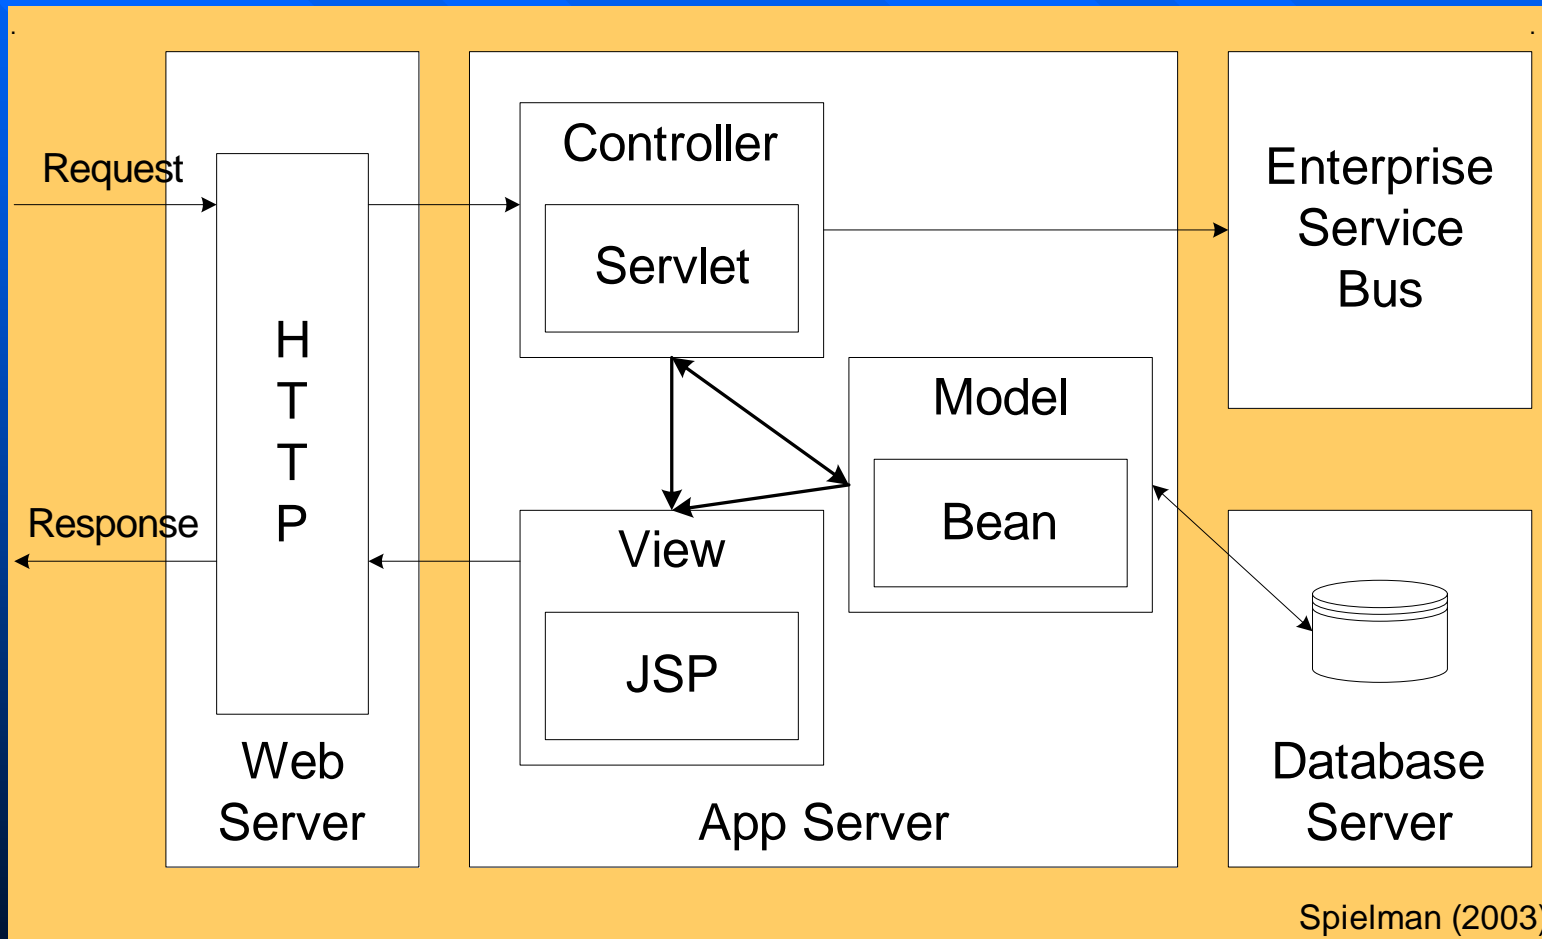 Request
Response
H
T
T
P
Web
Server
Controller
Servlet
Model
Bean
View
JSP
App Server
Enterprise
Service
Bus
Database
Server
Spielman (2003)